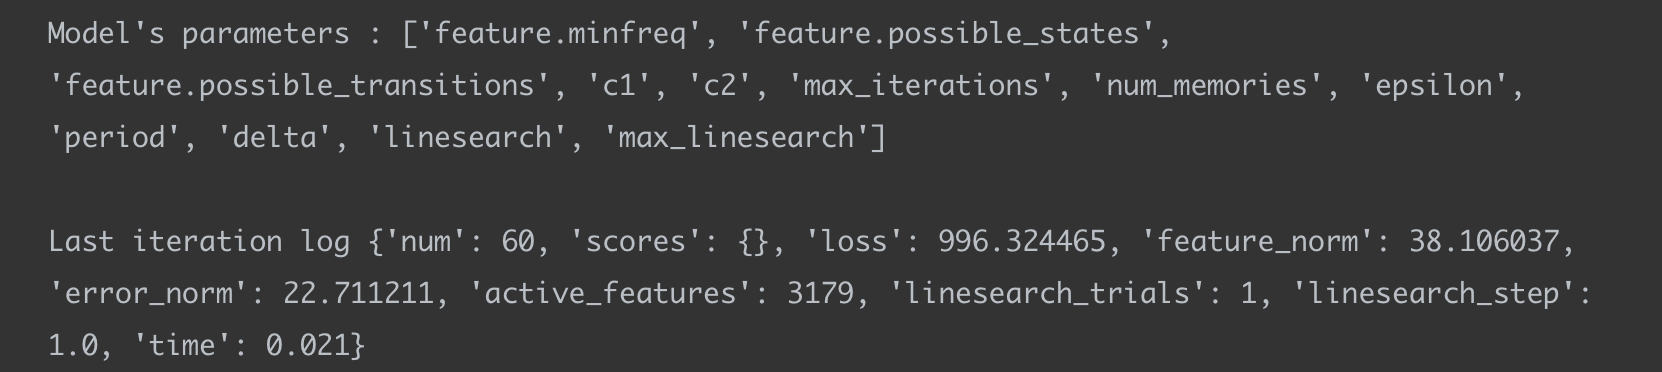 Model's parameters : ['feature.minfreq', 'feature.possible_states',
'feature.possible_transitions', 'c1', 'c2', 'max_iterations', 'num_memories', 'epsilon',
'period', 'delta', 'linesearch', 'max_linesearch']
Last iteration log {'num': 60, 'scores': {}, 'loss': 996.324465, 'feature_norm': 38.106037,
'error_norm': 22.711211, 'active_features': 3179, 'linesearch_trials': 1, 'linesearch_step':
1.0, 'time': 0.021}